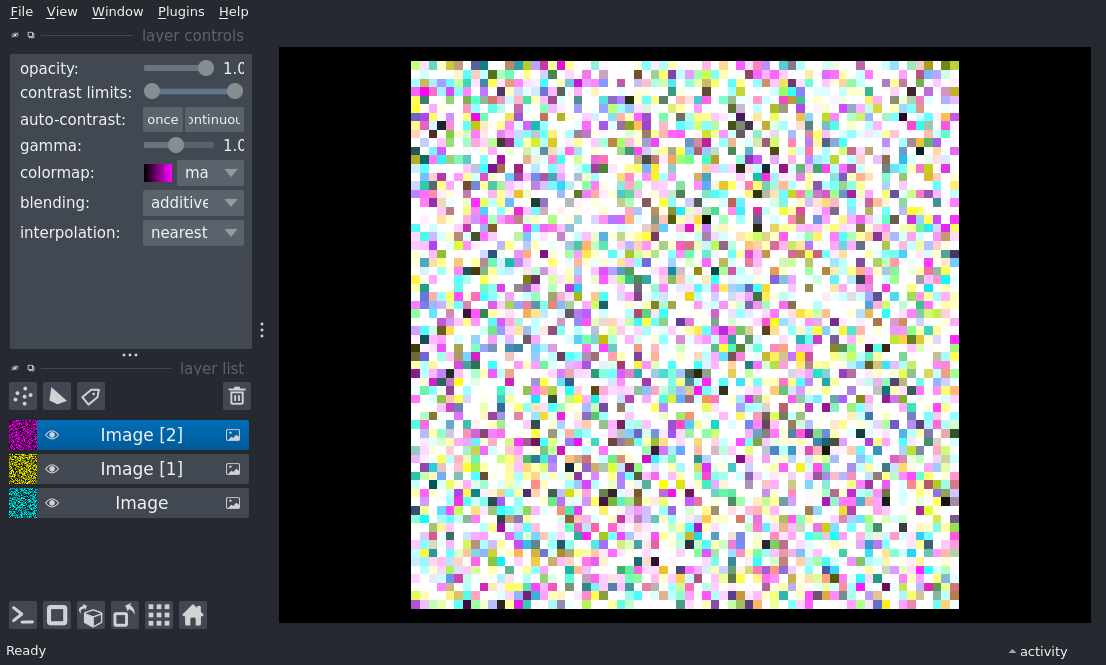 File View Window Plugins Help
layer controls
opacity: 1.0
contrast limits:
auto-contrast: once ontinuou
gamma: 1.0
colormap: ma
blending: additive
interpolation: nearest
layer list
Image [2]
Image [1]
Image
Ready
activity